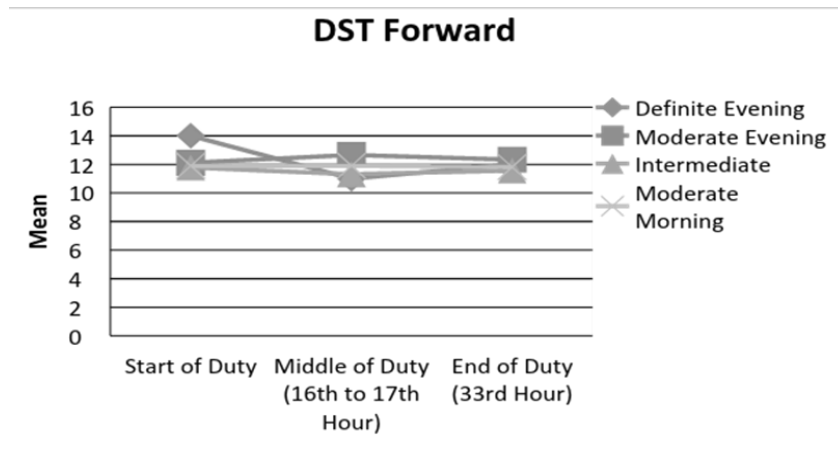 DST Forward
16
14
12
10
8
6
4
2
0
Mean
Start of Duty
Middle of Duty
(16th to 17th
Hour)
End of Duty
(33rd Hour)
Definite Evening
Moderate Evening
Intermediate
Moderate
Morning